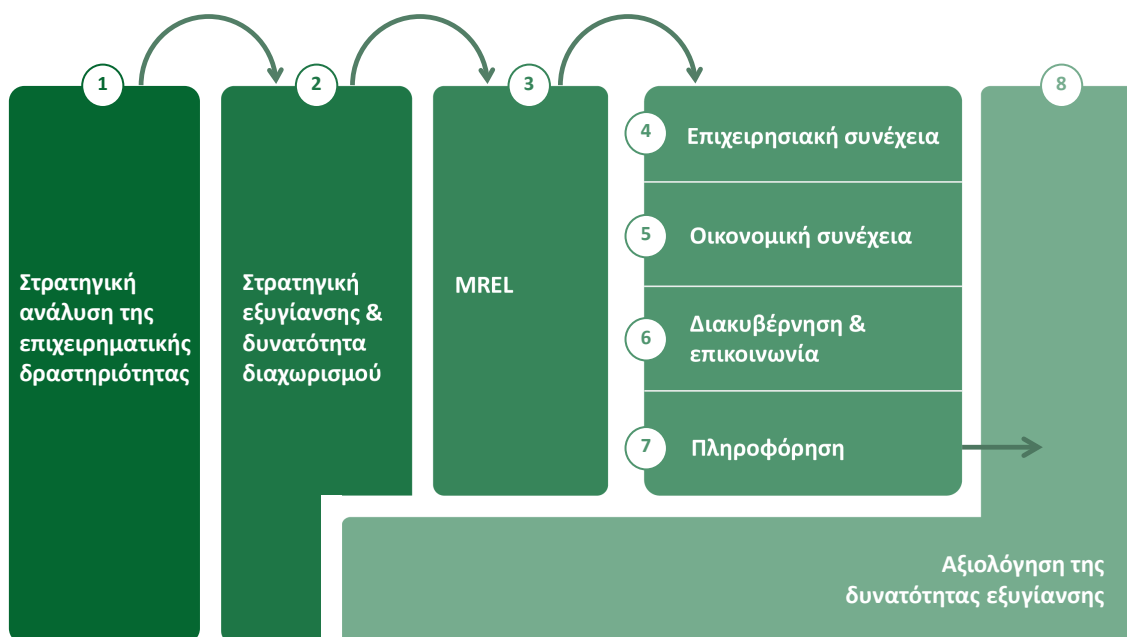 1
Στρατηγική
ανάλυση της
επιχειρηματικής
δραστηριότητας
2
Στρατηγική
εξυγίανσης &
δυνατότητα
διαχωρισμού
3
MREL
4
Επιχειρησιακή συνέχεια
5
Οικονομική συνέχεια
6
Διακυβέρνηση &
επικοινωνία
7
Πληροφόρηση
8
Αξιολόγηση της
δυνατότητας εξυγίανσης